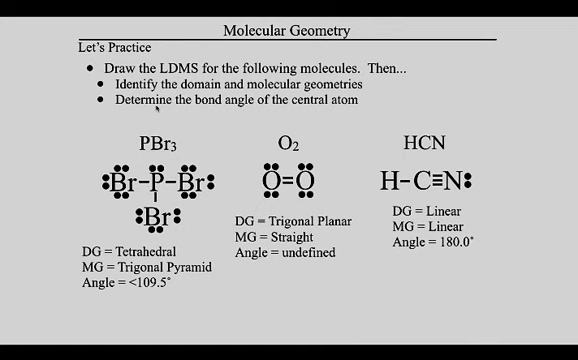 Molecular Geometry
Let's Practice
• Draw the LDMS for the following molecules. Then...
• Identify the domain and molecular geometries
• Determine the bond angle of the central atom
PBr₃
Br–P–Br
Br
DG = Tetrahedral
MG = Trigonal Pyramid
Angle = <109.5˚
O₂
O=O
DG = Trigonal Planar
MG = Straight
Angle = undefined
HCN
H–C≡N
DG = Linear
MG = Linear
Angle = 180.0˚